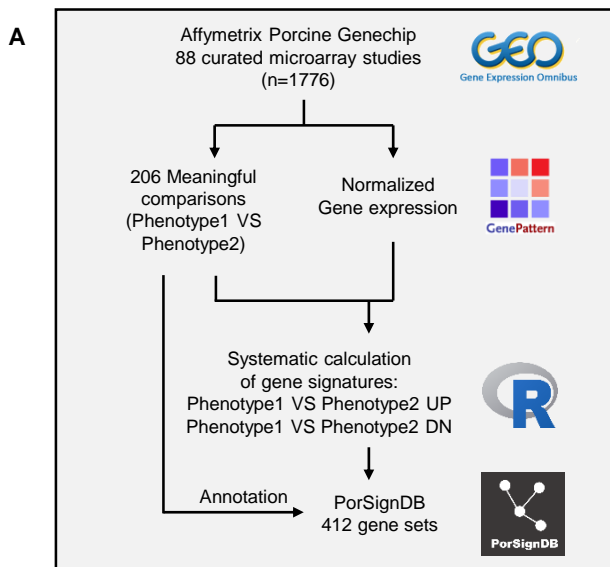 A
Affymetrix Porcine Genechip
88 curated microarray studies
(n=1776)
GEO
Gene Expression Omnibus
206 Meaningful
comparisons
(Phenotype1 VS
Phenotype2)
Normalized
Gene expression
GenePattern
Systematic calculation
of gene signatures:
Phenotype1 VS Phenotype2 UP
Phenotype1 VS Phenotype2 DN
R
Annotation
PorSignDB
412 gene sets
PorSignDB